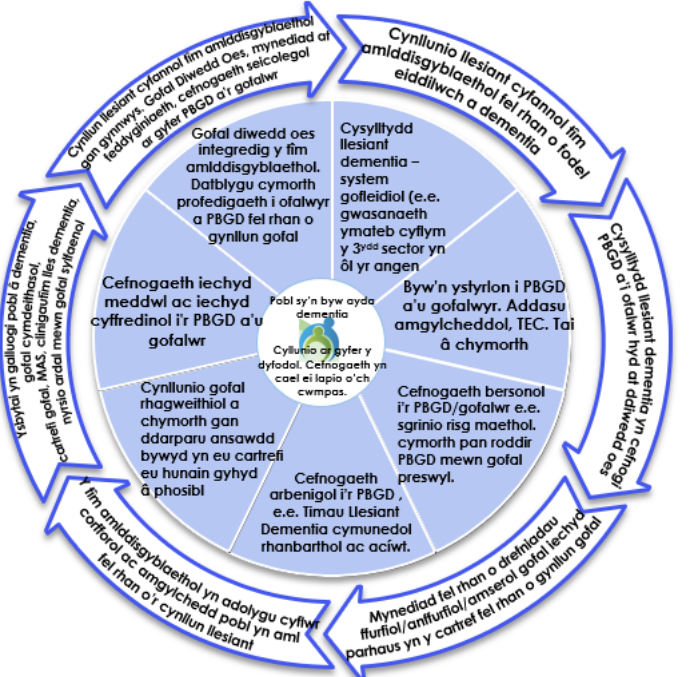 Cynllunio llesiant cyfannol tîm
amlddisgyblaethol fel rhan o fodel
eiddilwch a dementia
Cysylltydd llesiant dementia yn cefnogi
PBGD a'i ofalwr hyd at ddiwedd oes
Mynediad fel rhan o drefniadau
ffurfiol/anffurfiol/amserol gofal iechyd
parhaus yn y cartref fel rhan o gynllun gofal
Y tîm amlddisgyblaethol yn adolygu cyflwr
corfforol ac amgylchedd pobl yn aml
fel rhan o'r cynllun llesiant
Ysbytai yn galluogi pobl â dementia,
gofal cymdeithasol,
cartrefi gofal, MAS, clinigau tîm lles dementia,
nyrsio ardal mewn gofal sylfaenol
Cynllun llesiant cyfannol tîm amlddisgyblaethol
gan gynnwys. Gofal Diwedd Oes, mynediad at
feddyginiaeth, cefnogaeth seicolegol
ar gyfer PBGD a'r gofalwr
Cysylltydd
llesiant
dementia –
system
gofleidiol (e.e.
gwasanaeth
ymateb cyflym
y 3ydd sector yn
ôl yr angen
Byw'n ystyrlon i PBGD
a'u gofalwyr. Addasu
amgylcheddol, TEC. Tai
â chymorth
Cefnogaeth bersonol
i'r PBGD/gofalwr e.e.
sgrinio risg maethol.
cymorth pan roddir
PBGD mewn gofal
preswyl.
Cefnogaeth
arbenigol i'r PBGD ,
e.e. Timau Llesiant
Dementia cymunedol
rhanbarthol ac acíwt.
Cynllunio gofal
rhagweithiol a
chymorth gan
ddarparu ansawdd
bywyd yn eu cartrefi
eu hunain gyhyd
â phosibl
Cefnogaeth iechyd
meddwl ac iechyd
cyffredinol i'r PBGD a'u
gofalwr
Gofal diwedd oes
integredig y tîm
amlddisgyblaethol.
Datblygu cymorth
profedigaeth i ofalwyr
a PBGD fel rhan o
gynllun gofal
Pobl sy'n byw ayda
dementia
Cyllunio ar gyfer y
dyfodol. Cefnogaeth yn
cael ei lapio o'ch
cwmpas.